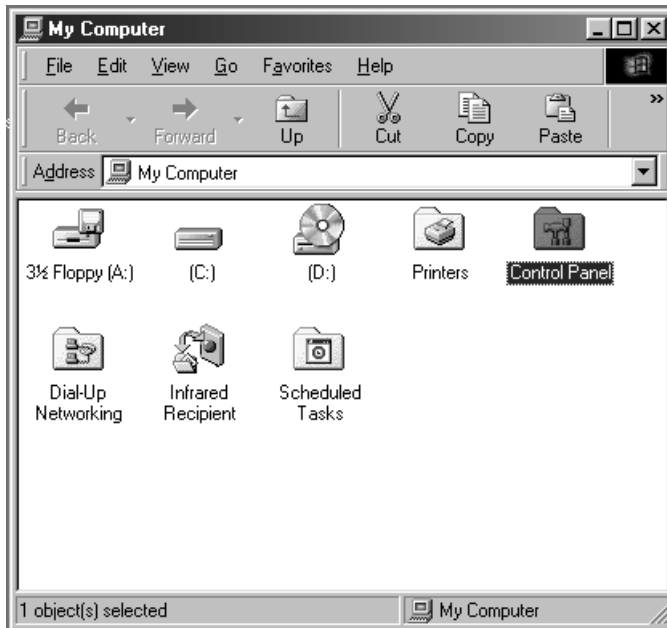 My Computer
File Edit View Go Favorites Help
Back Forward Up Cut Copy Paste »
Address My Computer
3½ Floppy (A:) (C:) (D:) Printers Control Panel
Dial-Up Networking Infrared Recipient Scheduled Tasks
1 object(s) selected My Computer